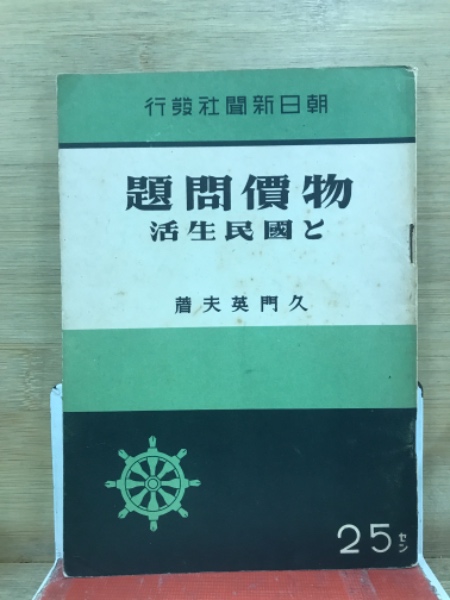 朝日新聞社發行
物價問題
と國民生活
久門英夫著
25セン